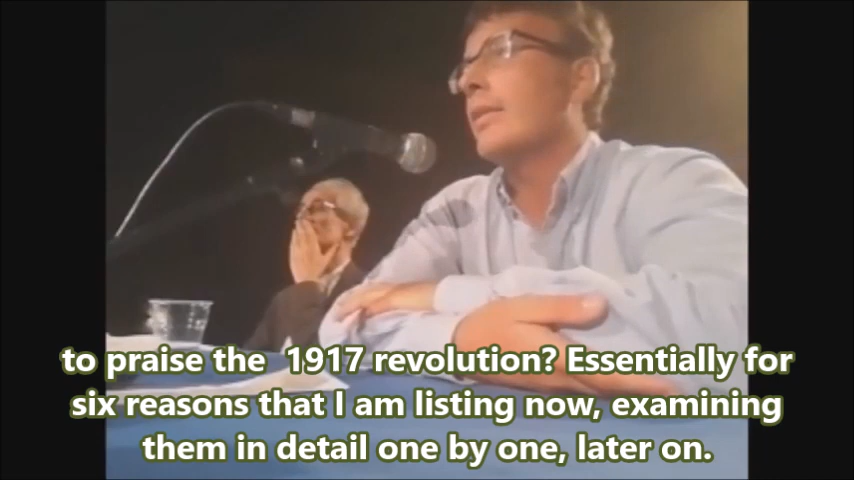 to praise the 1917 revolution? Essentially for
six reasons that I am listing now, examining
them in detail one by one, later on.